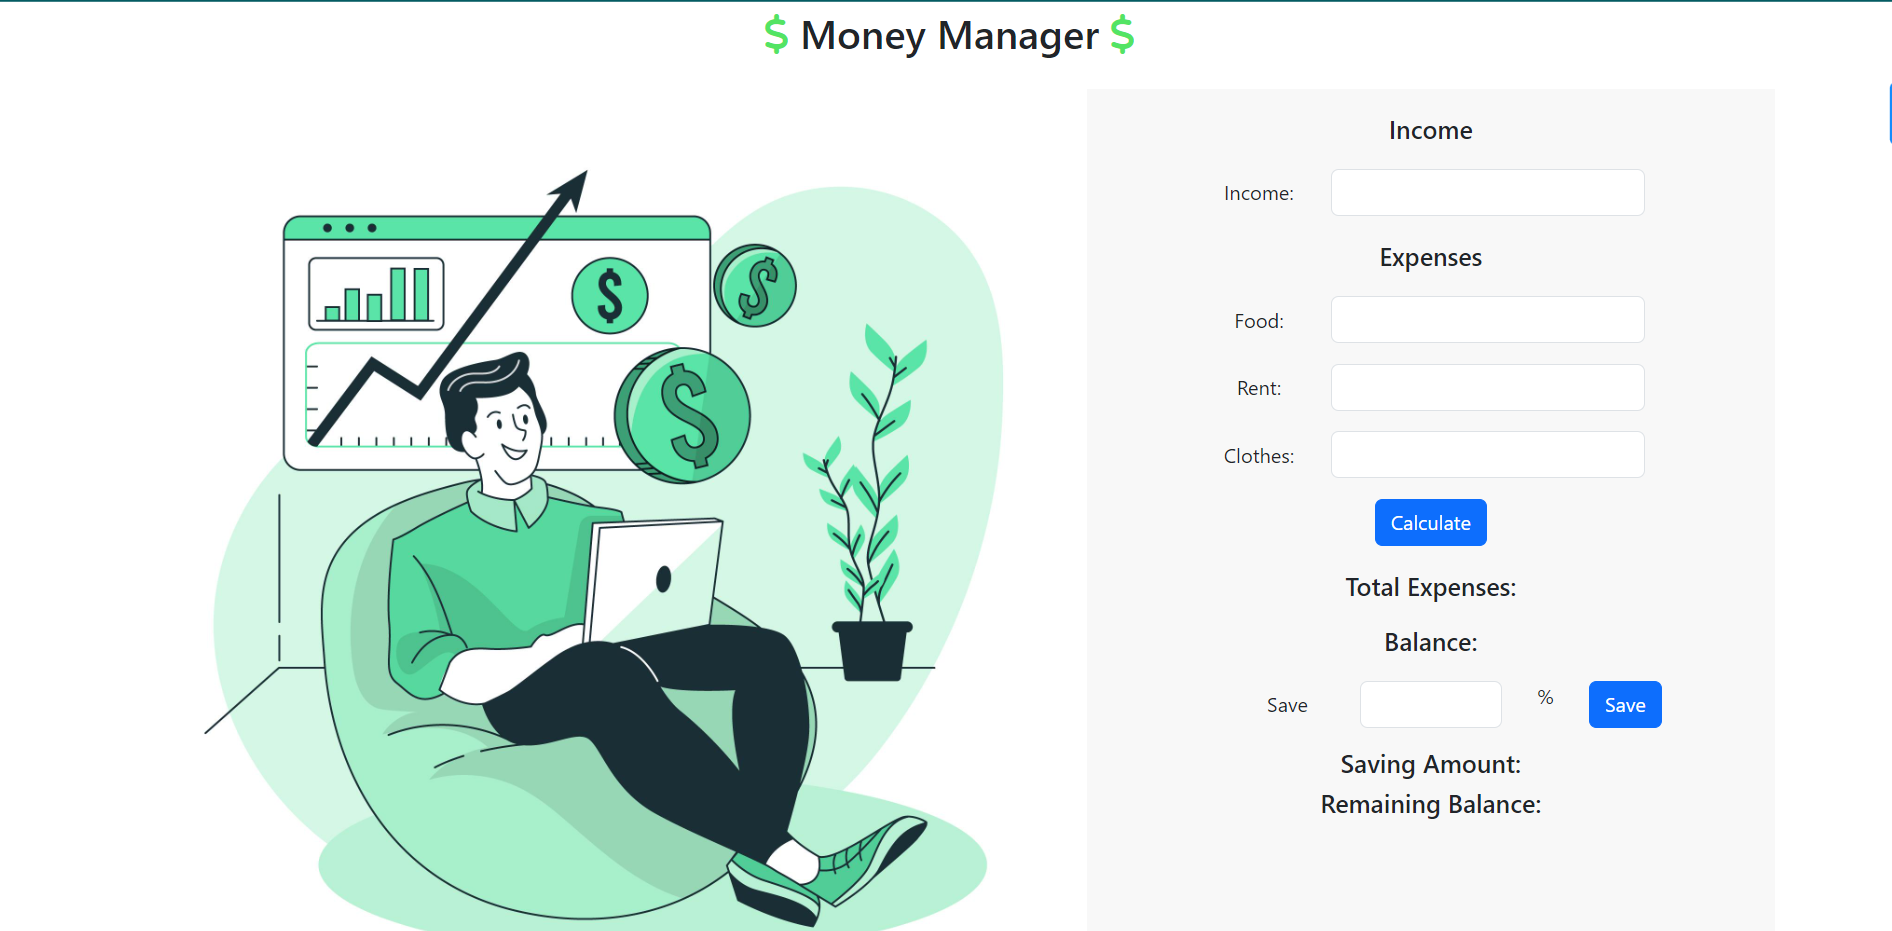 $ Money Manager $
Income
Income:
Expenses
Food:
Rent:
Clothes:
Calculate
Total Expenses:
Balance:
Save % Save
Saving Amount:
Remaining Balance:
$
$
$